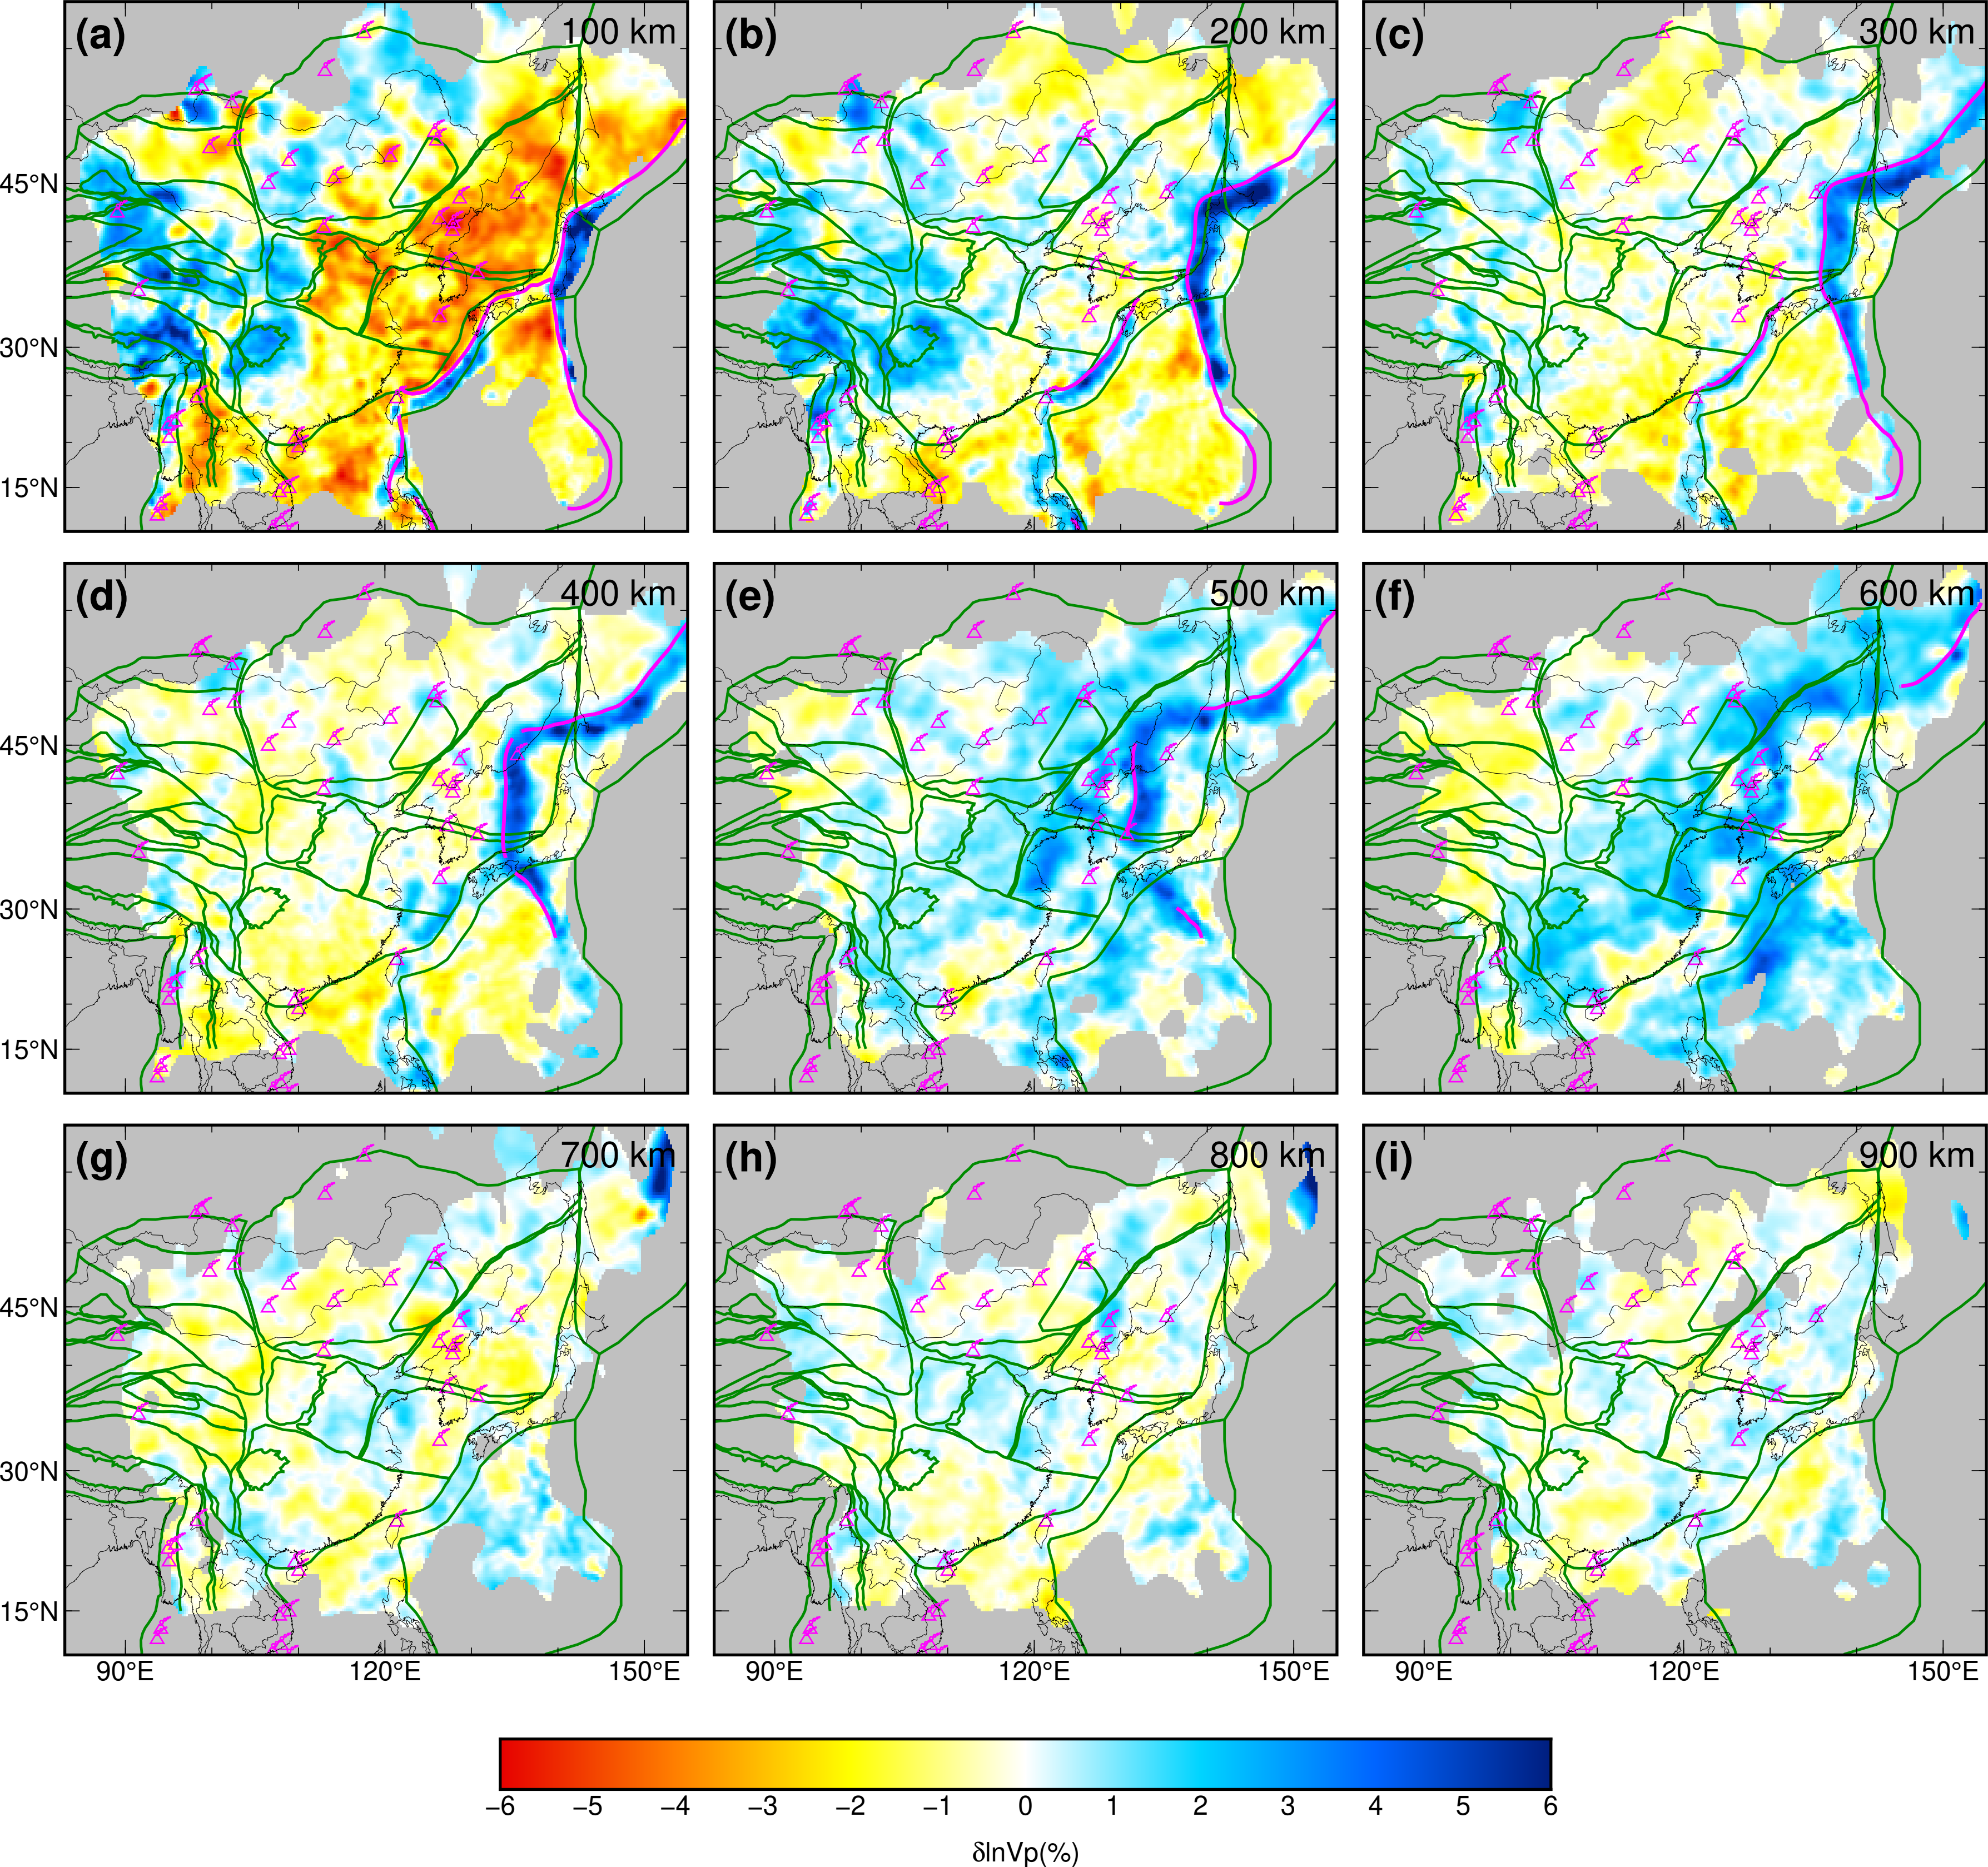 (a) 100 km (b) 200 km (c) 300 km
45°N
30°N
15°N
(d) 400 km (e) 500 km (f) 600 km
45°N
30°N
15°N
(g) 700 km (h) 800 km (i) 900 km
45°N
30°N
15°N
90°E 120°E 150°E 90°E 120°E 150°E 90°E 120°E 150°E
−6 −5 −4 −3 −2 −1 0 1 2 3 4 5 6
δlnVp(%)